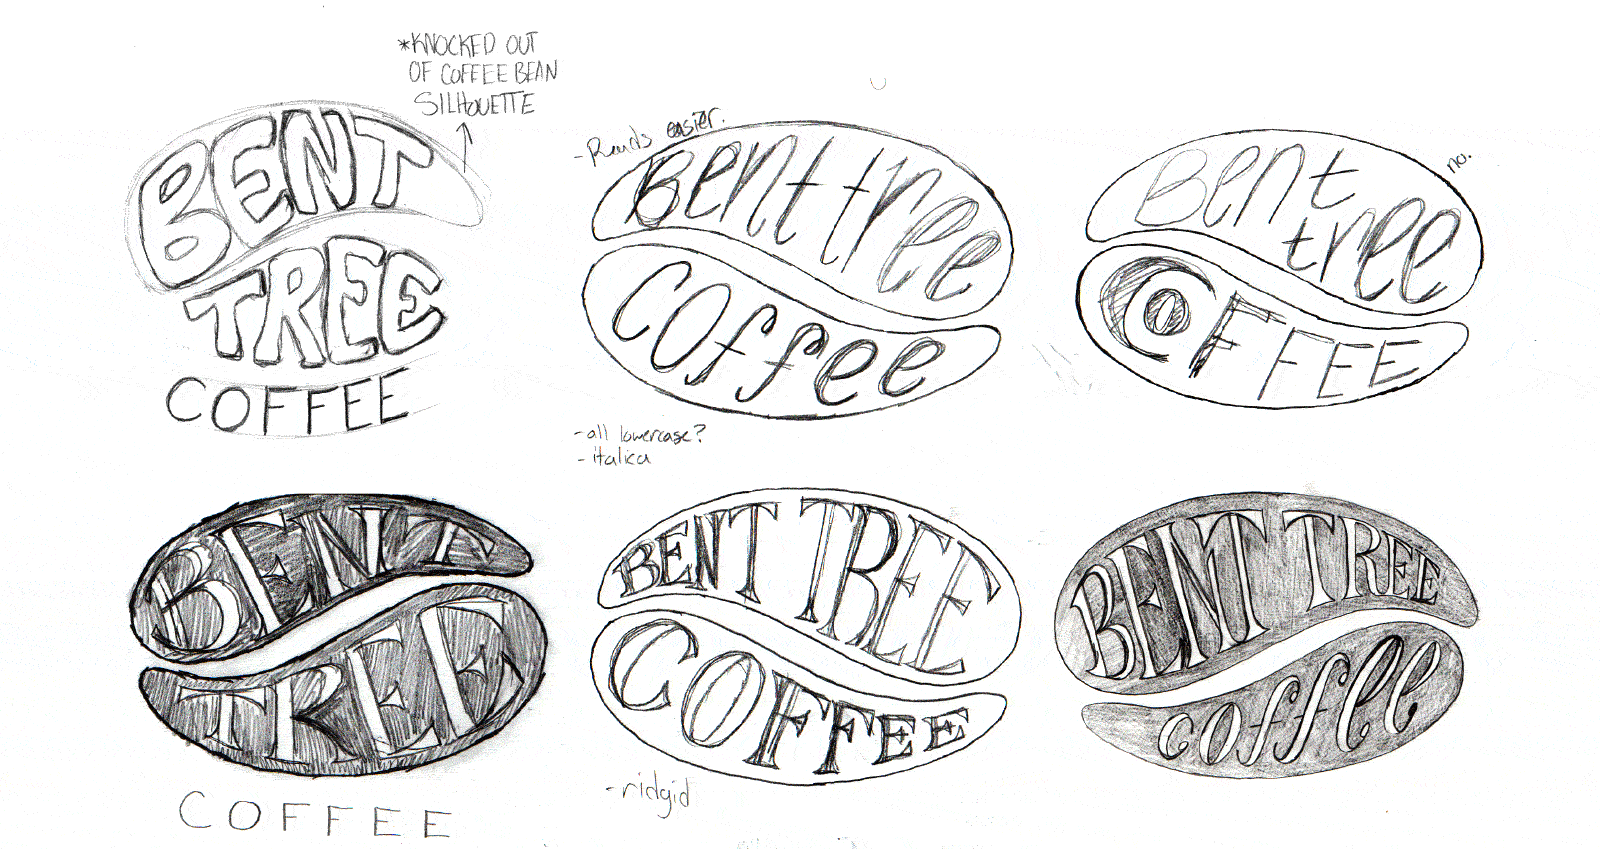 *KNOCKED OUT
OF COFFEE BEAN
SILHOUETTE
BENT
TREE
COFFEE
- Reads easier.
Bent tree
coffee
- all lowercase?
- italica
no.
Bent
tree
COFFEE
BENT
TREE
COFFEE
BENT TREE
COFFEE
- ridgid
BENT TREE
coffee